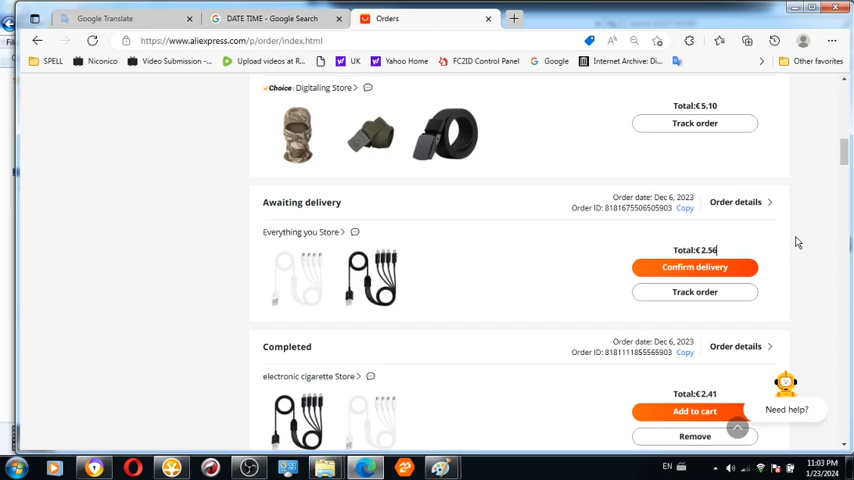 Google Translate
DATE TIME - Google Search
Orders
https://www.aliexpress.com/p/order/index.html
SPELL
Niconico
Video Submission -...
Upload videos at R...
UK
Yahoo Home
FC2ID Control Panel
Google
Internet Archive: Di...
Other favorites
Choice Digitaling Store >
Total:€ 5.10
Track order
Awaiting delivery
Order date: Dec 6, 2023
Order ID: 8181675506505903 Copy
Order details
Everything you Store >
Total:€ 2.56
Confirm delivery
Track order
Completed
Order date: Dec 6, 2023
Order ID: 8181111855565903 Copy
Order details
electronic cigarette Store >
Total:€ 2.41
Add to cart
Remove
Need help?
EN
11:03 PM
1/23/2024